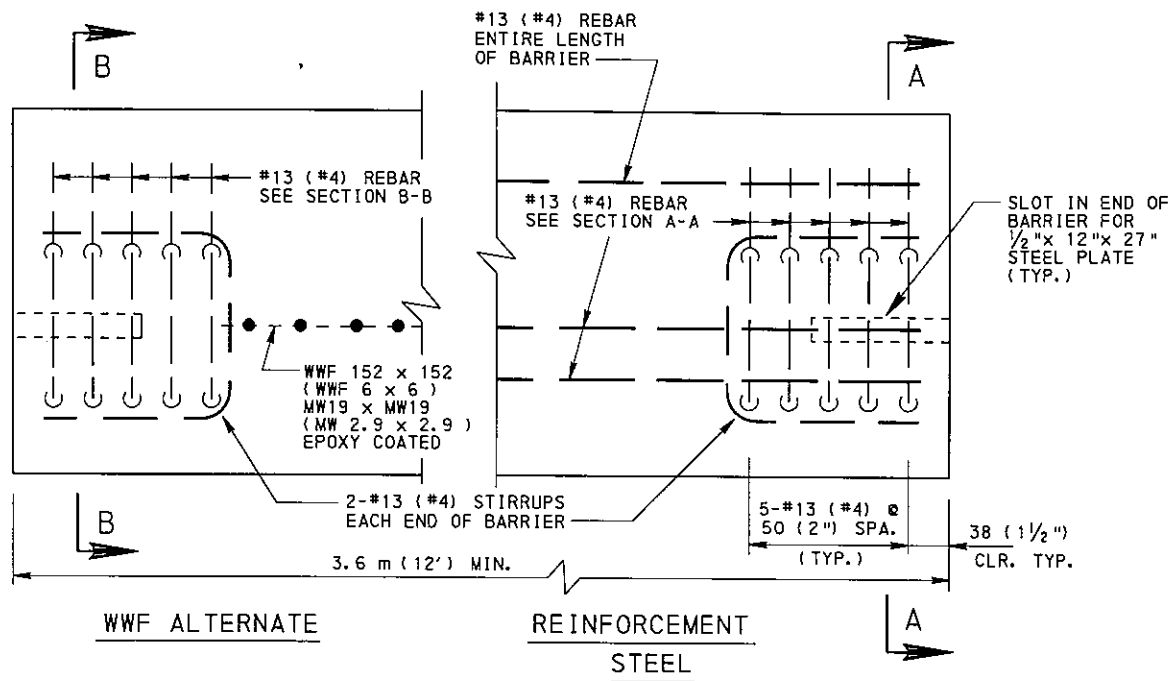 #13 (#4) REBAR
ENTIRE LENGTH
OF BARRIER
B
A
#13 (#4) REBAR
SEE SECTION B-B
#13 (#4) REBAR
SEE SECTION A-A
SLOT IN END OF
BARRIER FOR
1/2"x 12"x 27"
STEEL PLATE
(TYP.)
WWF 152 x 152
(WWF 6 x 6)
MW19 x MW19
(MW 2.9 x 2.9)
EPOXY COATED
2-#13 (#4) STIRRUPS
EACH END OF BARRIER
5-#13 (#4) @
50 (2") SPA.
(TYP.)
38 (1 1/2")
CLR. TYP.
B
3.6 m (12') MIN.
A
WWF ALTERNATE
REINFORCEMENT
STEEL